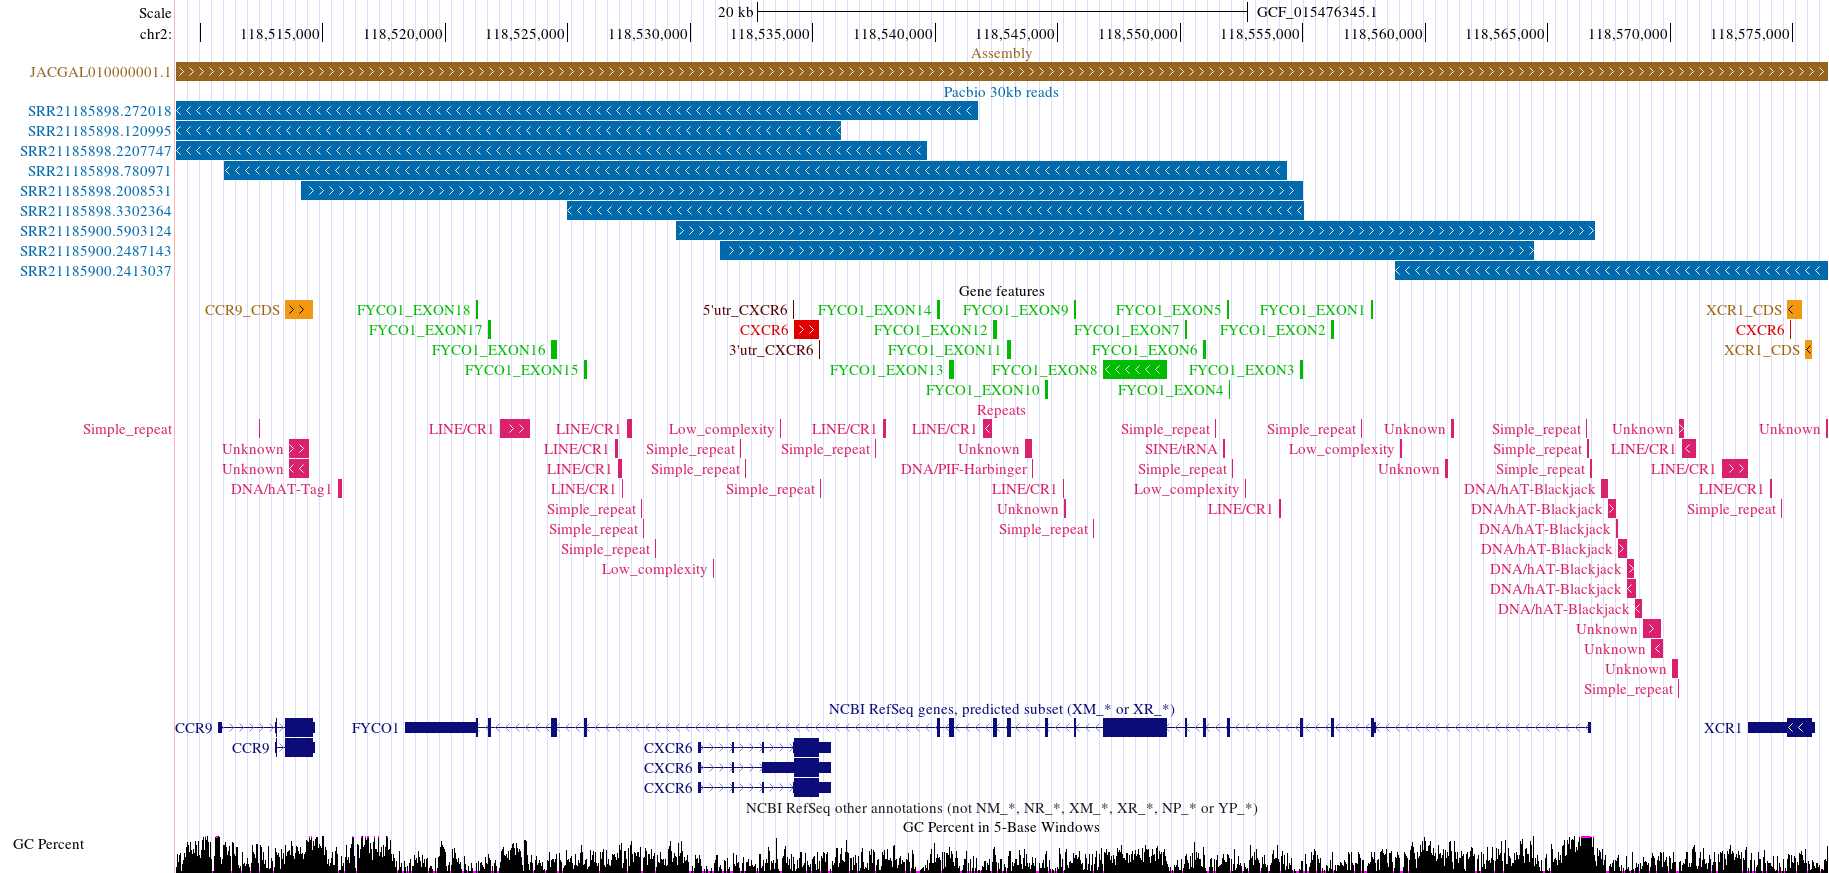 Scale 20 kb GCF_015476345.1
chr2: 118,515,000 118,520,000 118,525,000 118,530,000 118,535,000 118,540,000 118,545,000 118,550,000 118,555,000 118,560,000 118,565,000 118,570,000 118,575,000
Assembly
JACGAL010000001.1
Pacbio 30kb reads
SRR21185898.272018
SRR21185898.120995
SRR21185898.2207747
SRR21185898.780971
SRR21185898.2008531
SRR21185898.3302364
SRR21185900.5903124
SRR21185900.2487143
SRR21185900.2413037
Gene features
CCR9_CDS FYCO1_EXON18 5'utr_CXCR6 FYCO1_EXON14 FYCO1_EXON9 FYCO1_EXON5 FYCO1_EXON1 XCR1_CDS
FYCO1_EXON17 CXCR6 FYCO1_EXON12 FYCO1_EXON7 FYCO1_EXON2 CXCR6
FYCO1_EXON16 3'utr_CXCR6 FYCO1_EXON11 FYCO1_EXON6 XCR1_CDS
FYCO1_EXON15 FYCO1_EXON13 FYCO1_EXON8 FYCO1_EXON3
FYCO1_EXON10 FYCO1_EXON4
Repeats
Simple_repeat LINE/CR1 LINE/CR1 Low_complexity LINE/CR1 LINE/CR1 Simple_repeat Simple_repeat Unknown Simple_repeat Unknown Unknown
Unknown LINE/CR1 Simple_repeat Simple_repeat Unknown SINE/tRNA Low_complexity Simple_repeat LINE/CR1
Unknown LINE/CR1 Simple_repeat DNA/PIF-Harbinger Simple_repeat Unknown Simple_repeat LINE/CR1
DNA/hAT-Tag1 LINE/CR1 Simple_repeat LINE/CR1 Low_complexity DNA/hAT-Blackjack LINE/CR1
Simple_repeat Unknown LINE/CR1 DNA/hAT-Blackjack Simple_repeat
Simple_repeat Simple_repeat DNA/hAT-Blackjack
Simple_repeat DNA/hAT-Blackjack
Low_complexity DNA/hAT-Blackjack
DNA/hAT-Blackjack
DNA/hAT-Blackjack
Unknown
Unknown
Unknown
Simple_repeat
NCBI RefSeq genes, predicted subset (XM_* or XR_*)
CCR9 FYCO1 XCR1
CCR9 CXCR6
CXCR6
CXCR6
NCBI RefSeq other annotations (not NM_*, NR_*, XM_*, XR_*, NP_* or YP_*)
GC Percent in 5-Base Windows
GC Percent